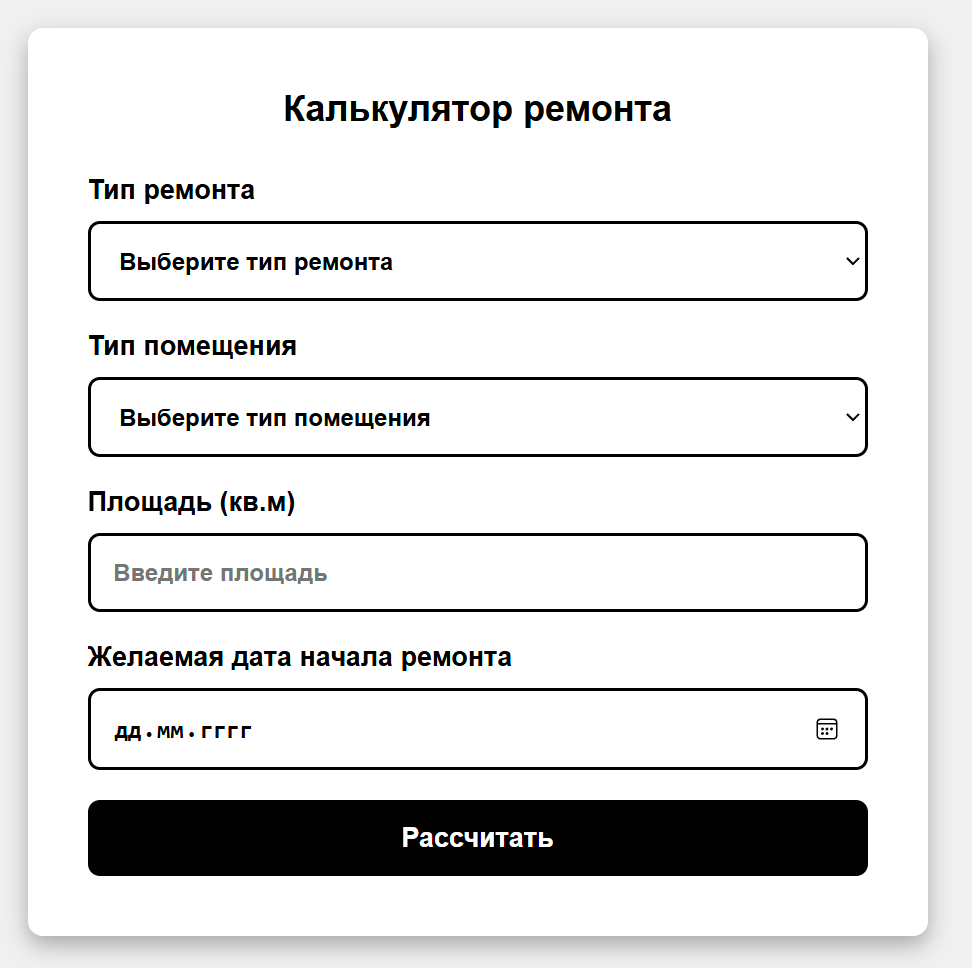 Калькулятор ремонта
Тип ремонта
Выберите тип ремонта
Тип помещения
Выберите тип помещения
Площадь (кв.м)
Введите площадь
Желаемая дата начала ремонта
дд.мм.гггг
Рассчитать